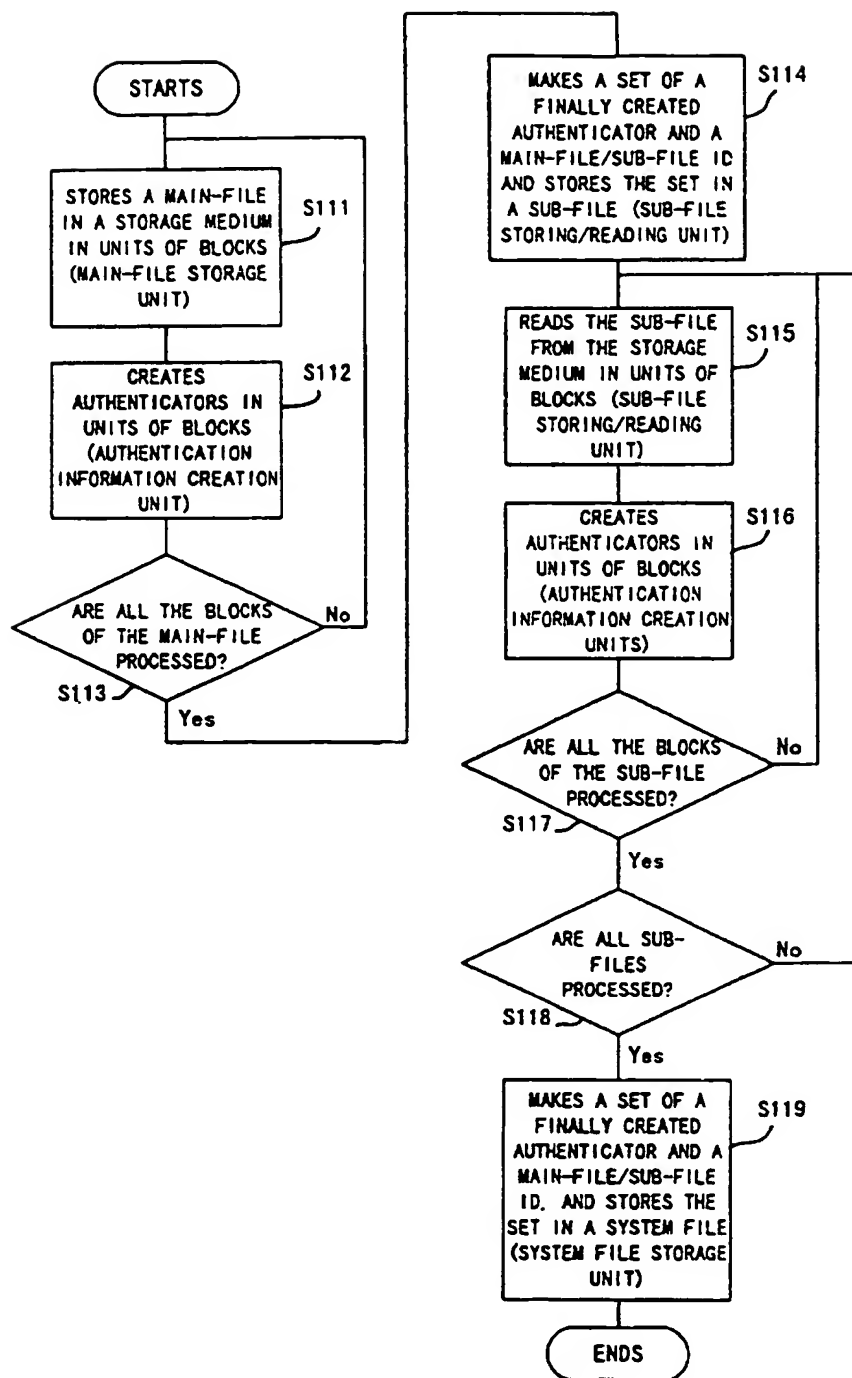 STARTS
STORES A MAIN-FILE
IN A STORAGE MEDIUM
IN UNITS OF BLOCKS
(MAIN-FILE STORAGE
UNIT)
S111
CREATES
AUTHENTICATORS IN
UNITS OF BLOCKS
(AUTHENTICATION
INFORMATION CREATION
UNIT)
S112
ARE ALL THE BLOCKS
OF THE MAIN-FILE
PROCESSED?
No
S113
Yes
MAKES A SET OF A
FINALLY CREATED
AUTHENTICATOR AND A
MAIN-FILE/SUB-FILE ID
AND STORES THE SET IN
A SUB-FILE (SUB-FILE
STORING/READING UNIT)
S114
READS THE SUB-FILE
FROM THE STORAGE
MEDIUM IN UNITS OF
BLOCKS (SUB-FILE
STORING/READING
UNIT)
S115
CREATES
AUTHENTICATORS IN
UNITS OF BLOCKS
(AUTHENTICATION
INFORMATION CREATION
UNITS)
S116
ARE ALL THE BLOCKS
OF THE SUB-FILE
PROCESSED?
No
S117
Yes
ARE ALL SUB-
FILES
PROCESSED?
No
S118
Yes
MAKES A SET OF A
FINALLY CREATED
AUTHENTICATOR AND A
MAIN-FILE/SUB-FILE
ID. AND STORES THE
SET IN A SYSTEM FILE
(SYSTEM FILE STORAGE
UNIT)
S119
ENDS